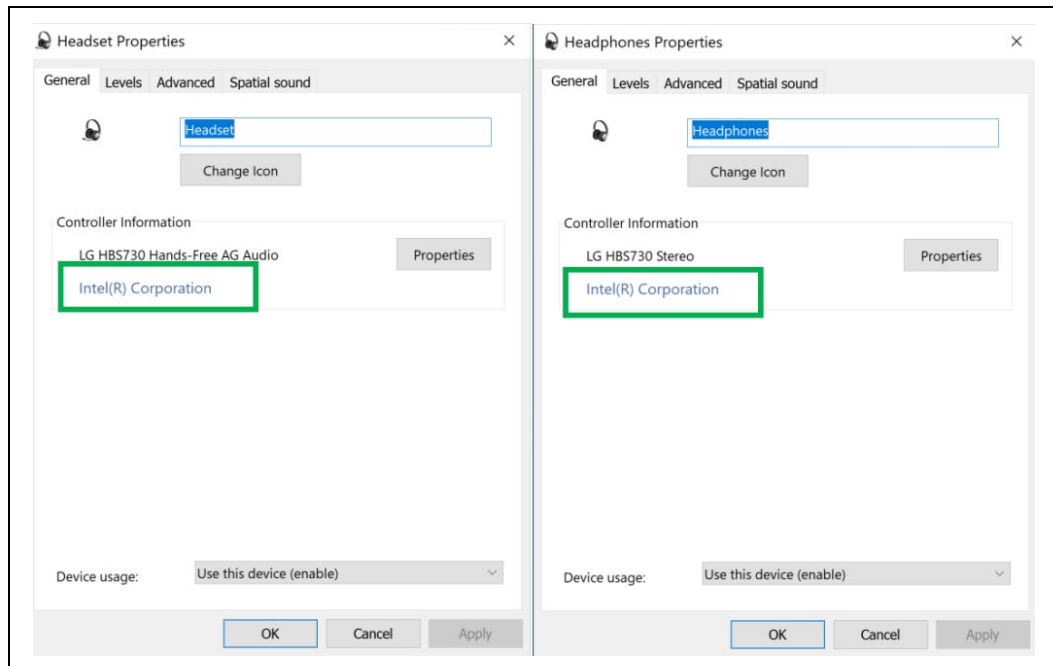 Headset Properties
General Levels Advanced Spatial sound
Headset
Change Icon
Controller Information
LG HBS730 Hands-Free AG Audio
Properties
Intel(R) Corporation
Device usage:
Use this device (enable)
OK Cancel Apply
Headphones Properties
General Levels Advanced Spatial sound
Headphones
Change Icon
Controller Information
LG HBS730 Stereo
Properties
Intel(R) Corporation
Device usage:
Use this device (enable)
OK Cancel Apply